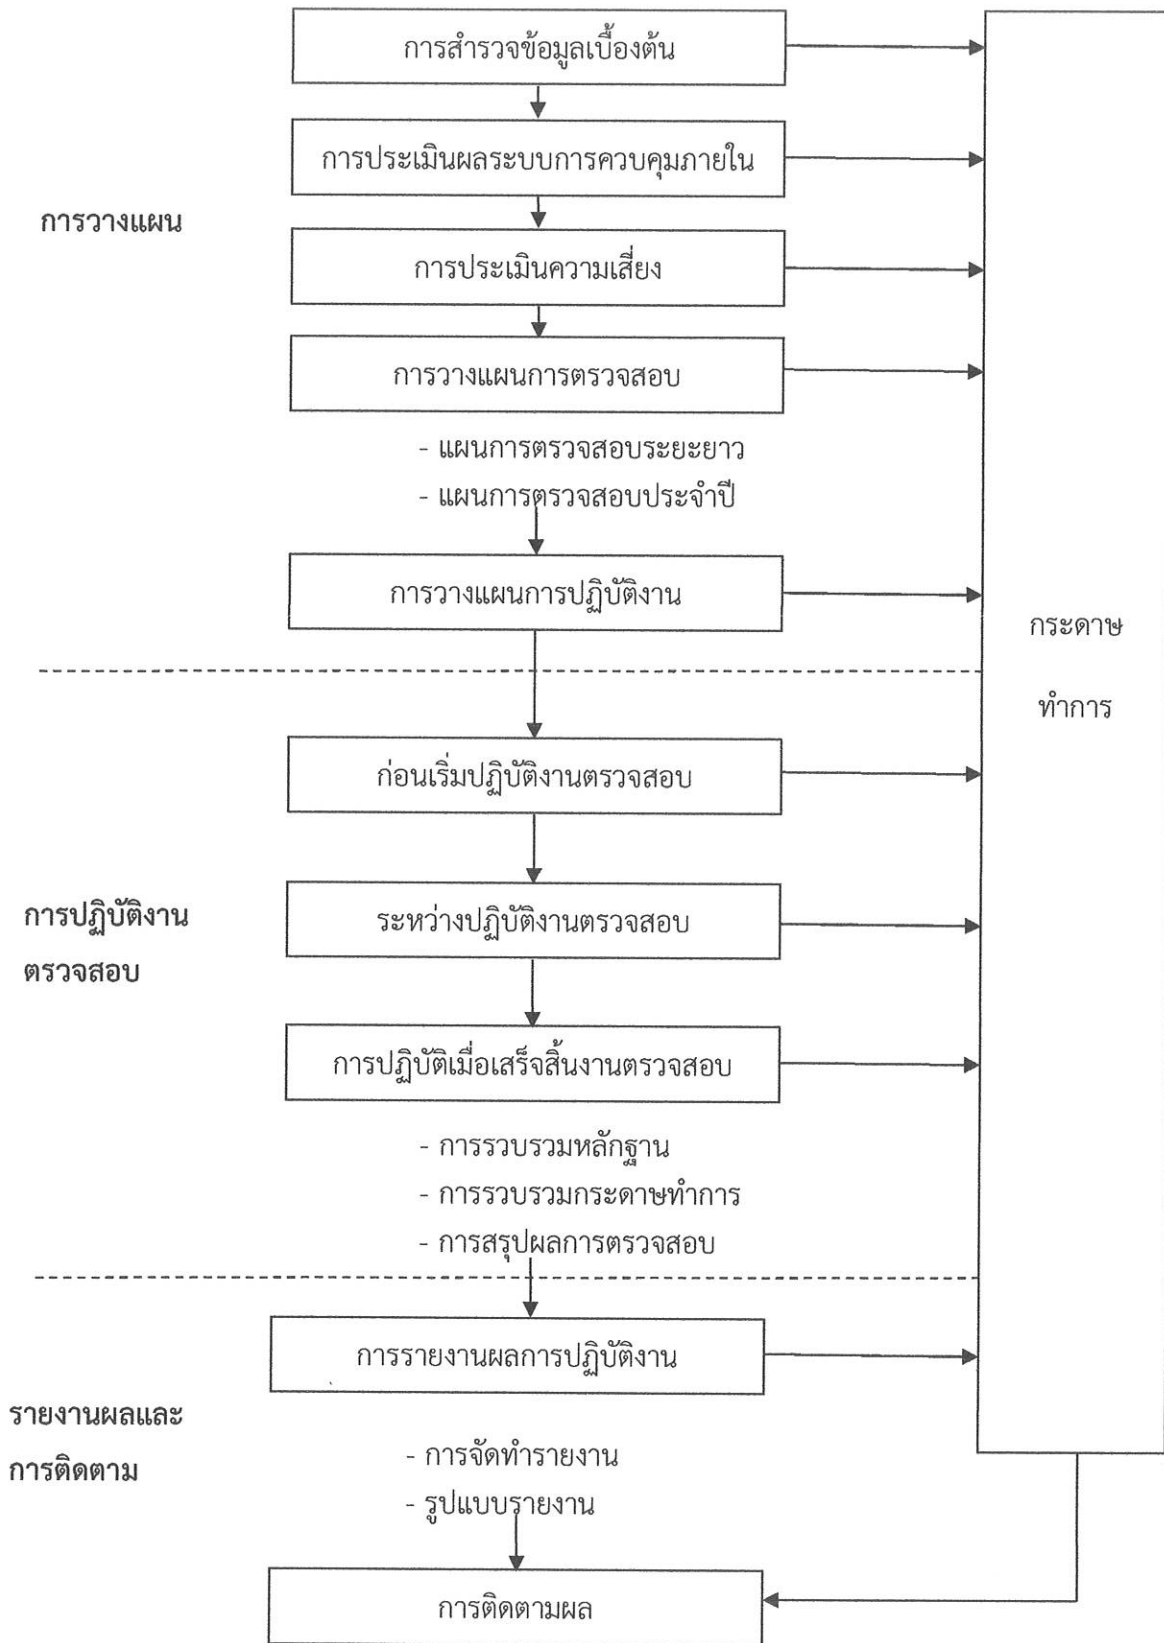 การสำรวจข้อมูลเบื้องต้น
การประเมินผลระบบการควบคุมภายใน
การวางแผน
การประเมินความเสี่ยง
การวางแผนการตรวจสอบ
- แผนการตรวจสอบระยะยาว
- แผนการตรวจสอบประจำปี
การวางแผนการปฏิบัติงาน
กระดาษ
ทำการ
ก่อนเริ่มปฏิบัติงานตรวจสอบ
การปฏิบัติงาน
ตรวจสอบ
ระหว่างปฏิบัติงานตรวจสอบ
การปฏิบัติเมื่อเสร็จสิ้นงานตรวจสอบ
- การรวบรวมหลักฐาน
- การรวบรวมกระดาษทำการ
- การสรุปผลการตรวจสอบ
การรายงานผลการปฏิบัติงาน
รายงานผลและ
การติดตาม
- การจัดทำรายงาน
- รูปแบบรายงาน
การติดตามผล